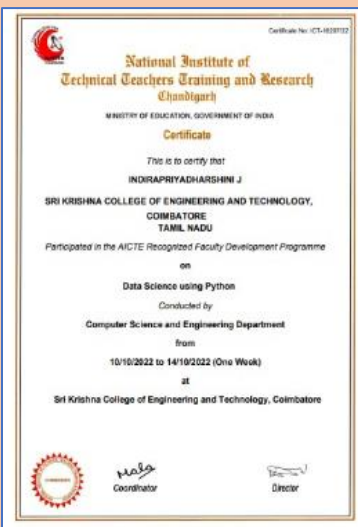 National Institute of
Technical Teachers Training and Research
Chandigarh
MINISTRY OF EDUCATION, GOVERNMENT OF INDIA
Certificate
This is to certify that
INDIRAPRIYADHARSHINI J
SRI KRISHNA COLLEGE OF ENGINEERING AND TECHNOLOGY,
COIMBATORE
TAMIL NADU
Participated in the AICTE Recognized Faculty Development Programme
on
Data Science using Python
Conducted by
Computer Science and Engineering Department
from
10/10/2022 to 14/10/2022 (One Week)
at
Sri Krishna College of Engineering and Technology, Coimbatore
Coordinator
Director